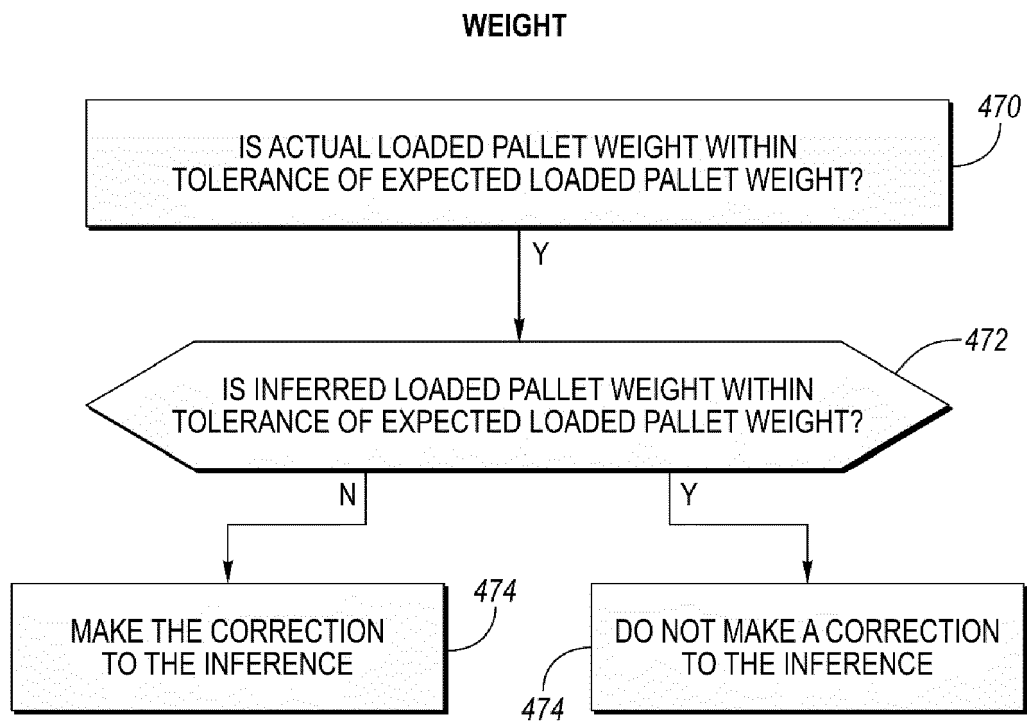 WEIGHT
470
IS ACTUAL LOADED PALLET WEIGHT WITHIN
TOLERANCE OF EXPECTED LOADED PALLET WEIGHT?
Y
472
IS INFERRED LOADED PALLET WEIGHT WITHIN
TOLERANCE OF EXPECTED LOADED PALLET WEIGHT?
N
Y
474
MAKE THE CORRECTION
TO THE INFERENCE
DO NOT MAKE A CORRECTION
TO THE INFERENCE
474